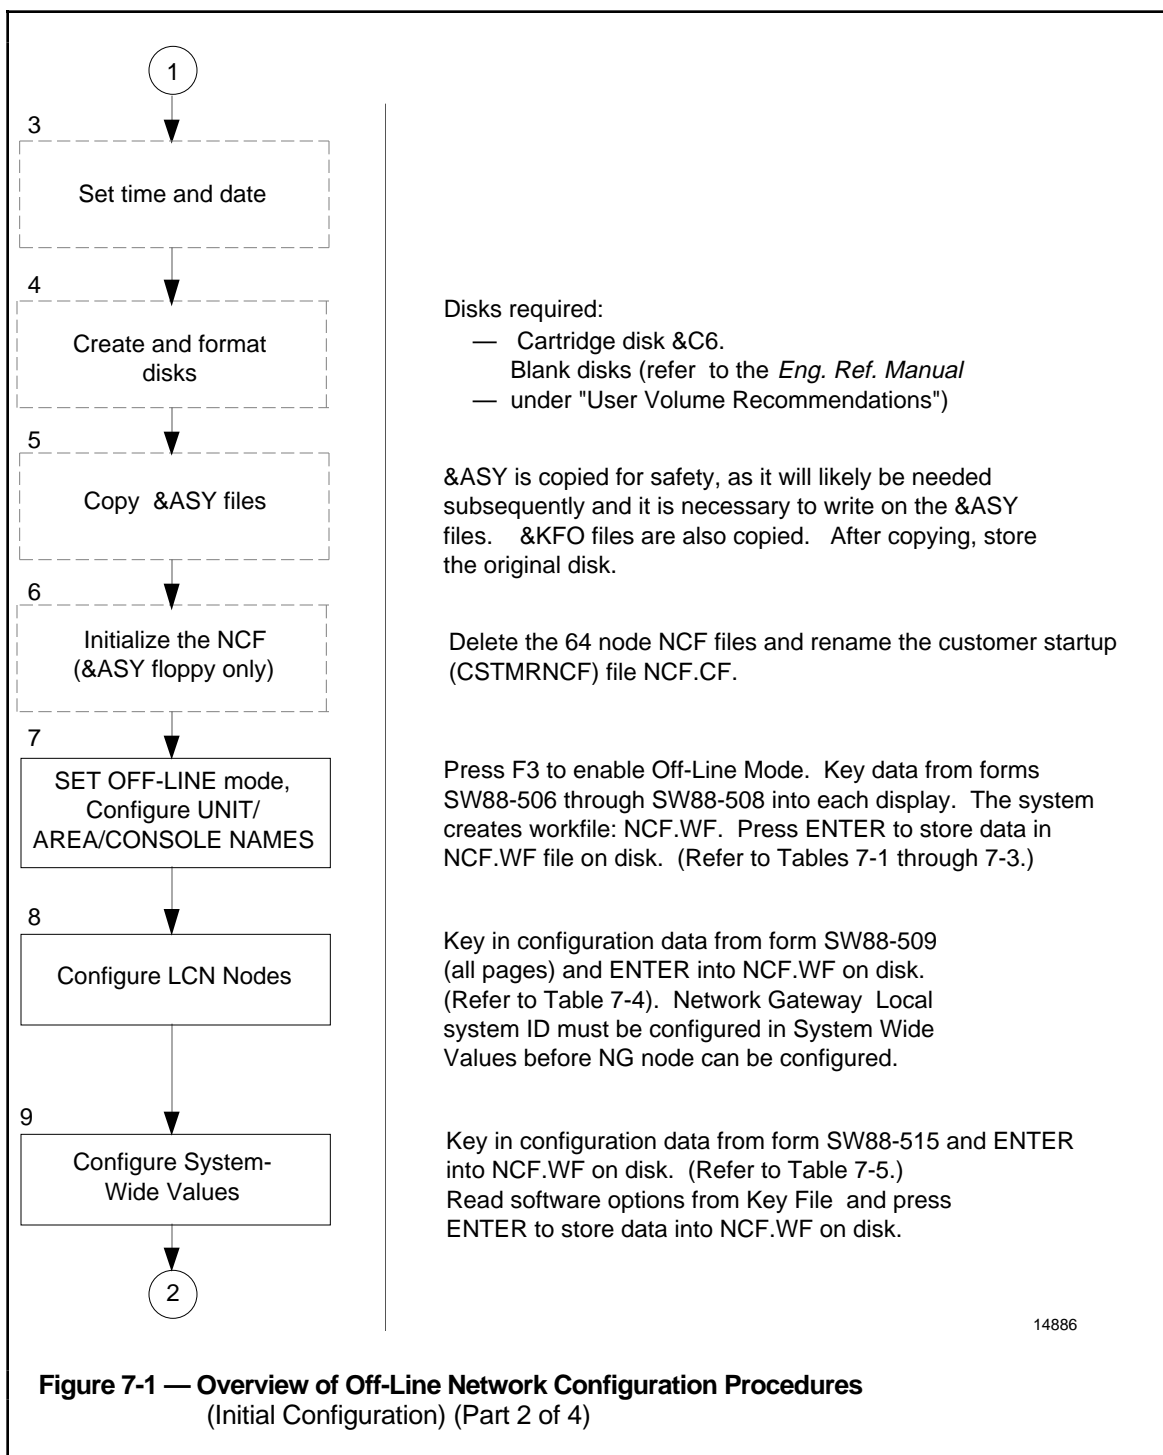 1
3
Set time and date
4
Create and format
disks
Disks required:
— Cartridge disk &C6.
Blank disks (refer to the Eng. Ref. Manual
— under "User Volume Recommendations")
5
Copy &ASY files
&ASY is copied for safety, as it will likely be needed
subsequently and it is necessary to write on the &ASY
files. &KFO files are also copied. After copying, store
the original disk.
6
Initialize the NCF
(&ASY floppy only)
Delete the 64 node NCF files and rename the customer startup
(CSTMRNCF) file NCF.CF.
7
SET OFF-LINE mode,
Configure UNIT/
AREA/CONSOLE NAMES
Press F3 to enable Off-Line Mode. Key data from forms
SW88-506 through SW88-508 into each display. The system
creates workfile: NCF.WF. Press ENTER to store data in
NCF.WF file on disk. (Refer to Tables 7-1 through 7-3.)
8
Configure LCN Nodes
Key in configuration data from form SW88-509
(all pages) and ENTER into NCF.WF on disk.
(Refer to Table 7-4). Network Gateway Local
system ID must be configured in System Wide
Values before NG node can be configured.
9
Configure System-
Wide Values
Key in configuration data from form SW88-515 and ENTER
into NCF.WF on disk. (Refer to Table 7-5.)
Read software options from Key File and press
ENTER to store data into NCF.WF on disk.
2
14886
Figure 7-1 — Overview of Off-Line Network Configuration Procedures
(Initial Configuration) (Part 2 of 4)